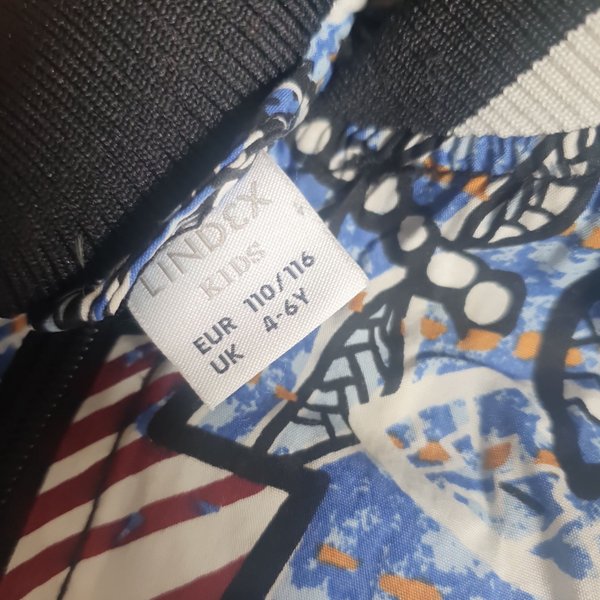 LINDEX
KIDS
EUR 110/116
UK 4-6Y